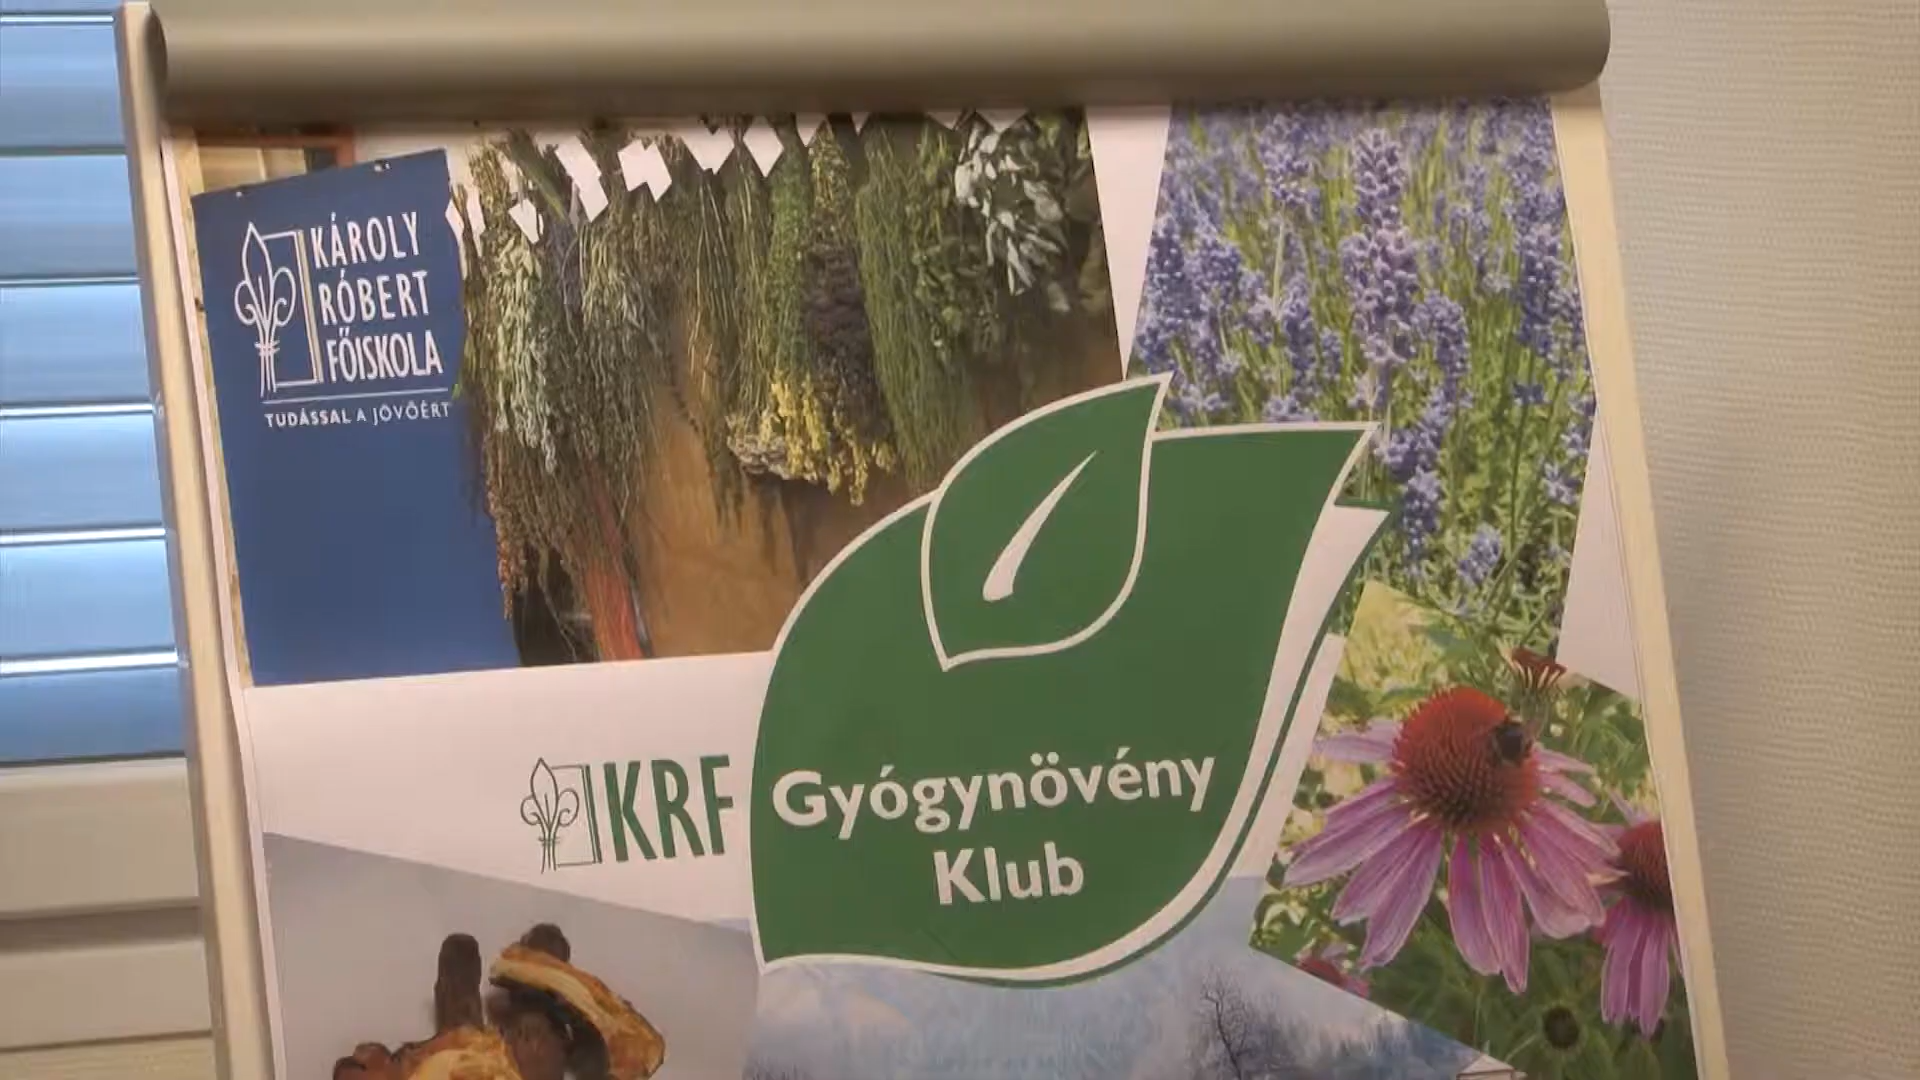 KÁROLY
RÓBERT
FŐISKOLA
TUDÁSSAL A JÖVŐÉRT
KRF
Gyógynövény
Klub